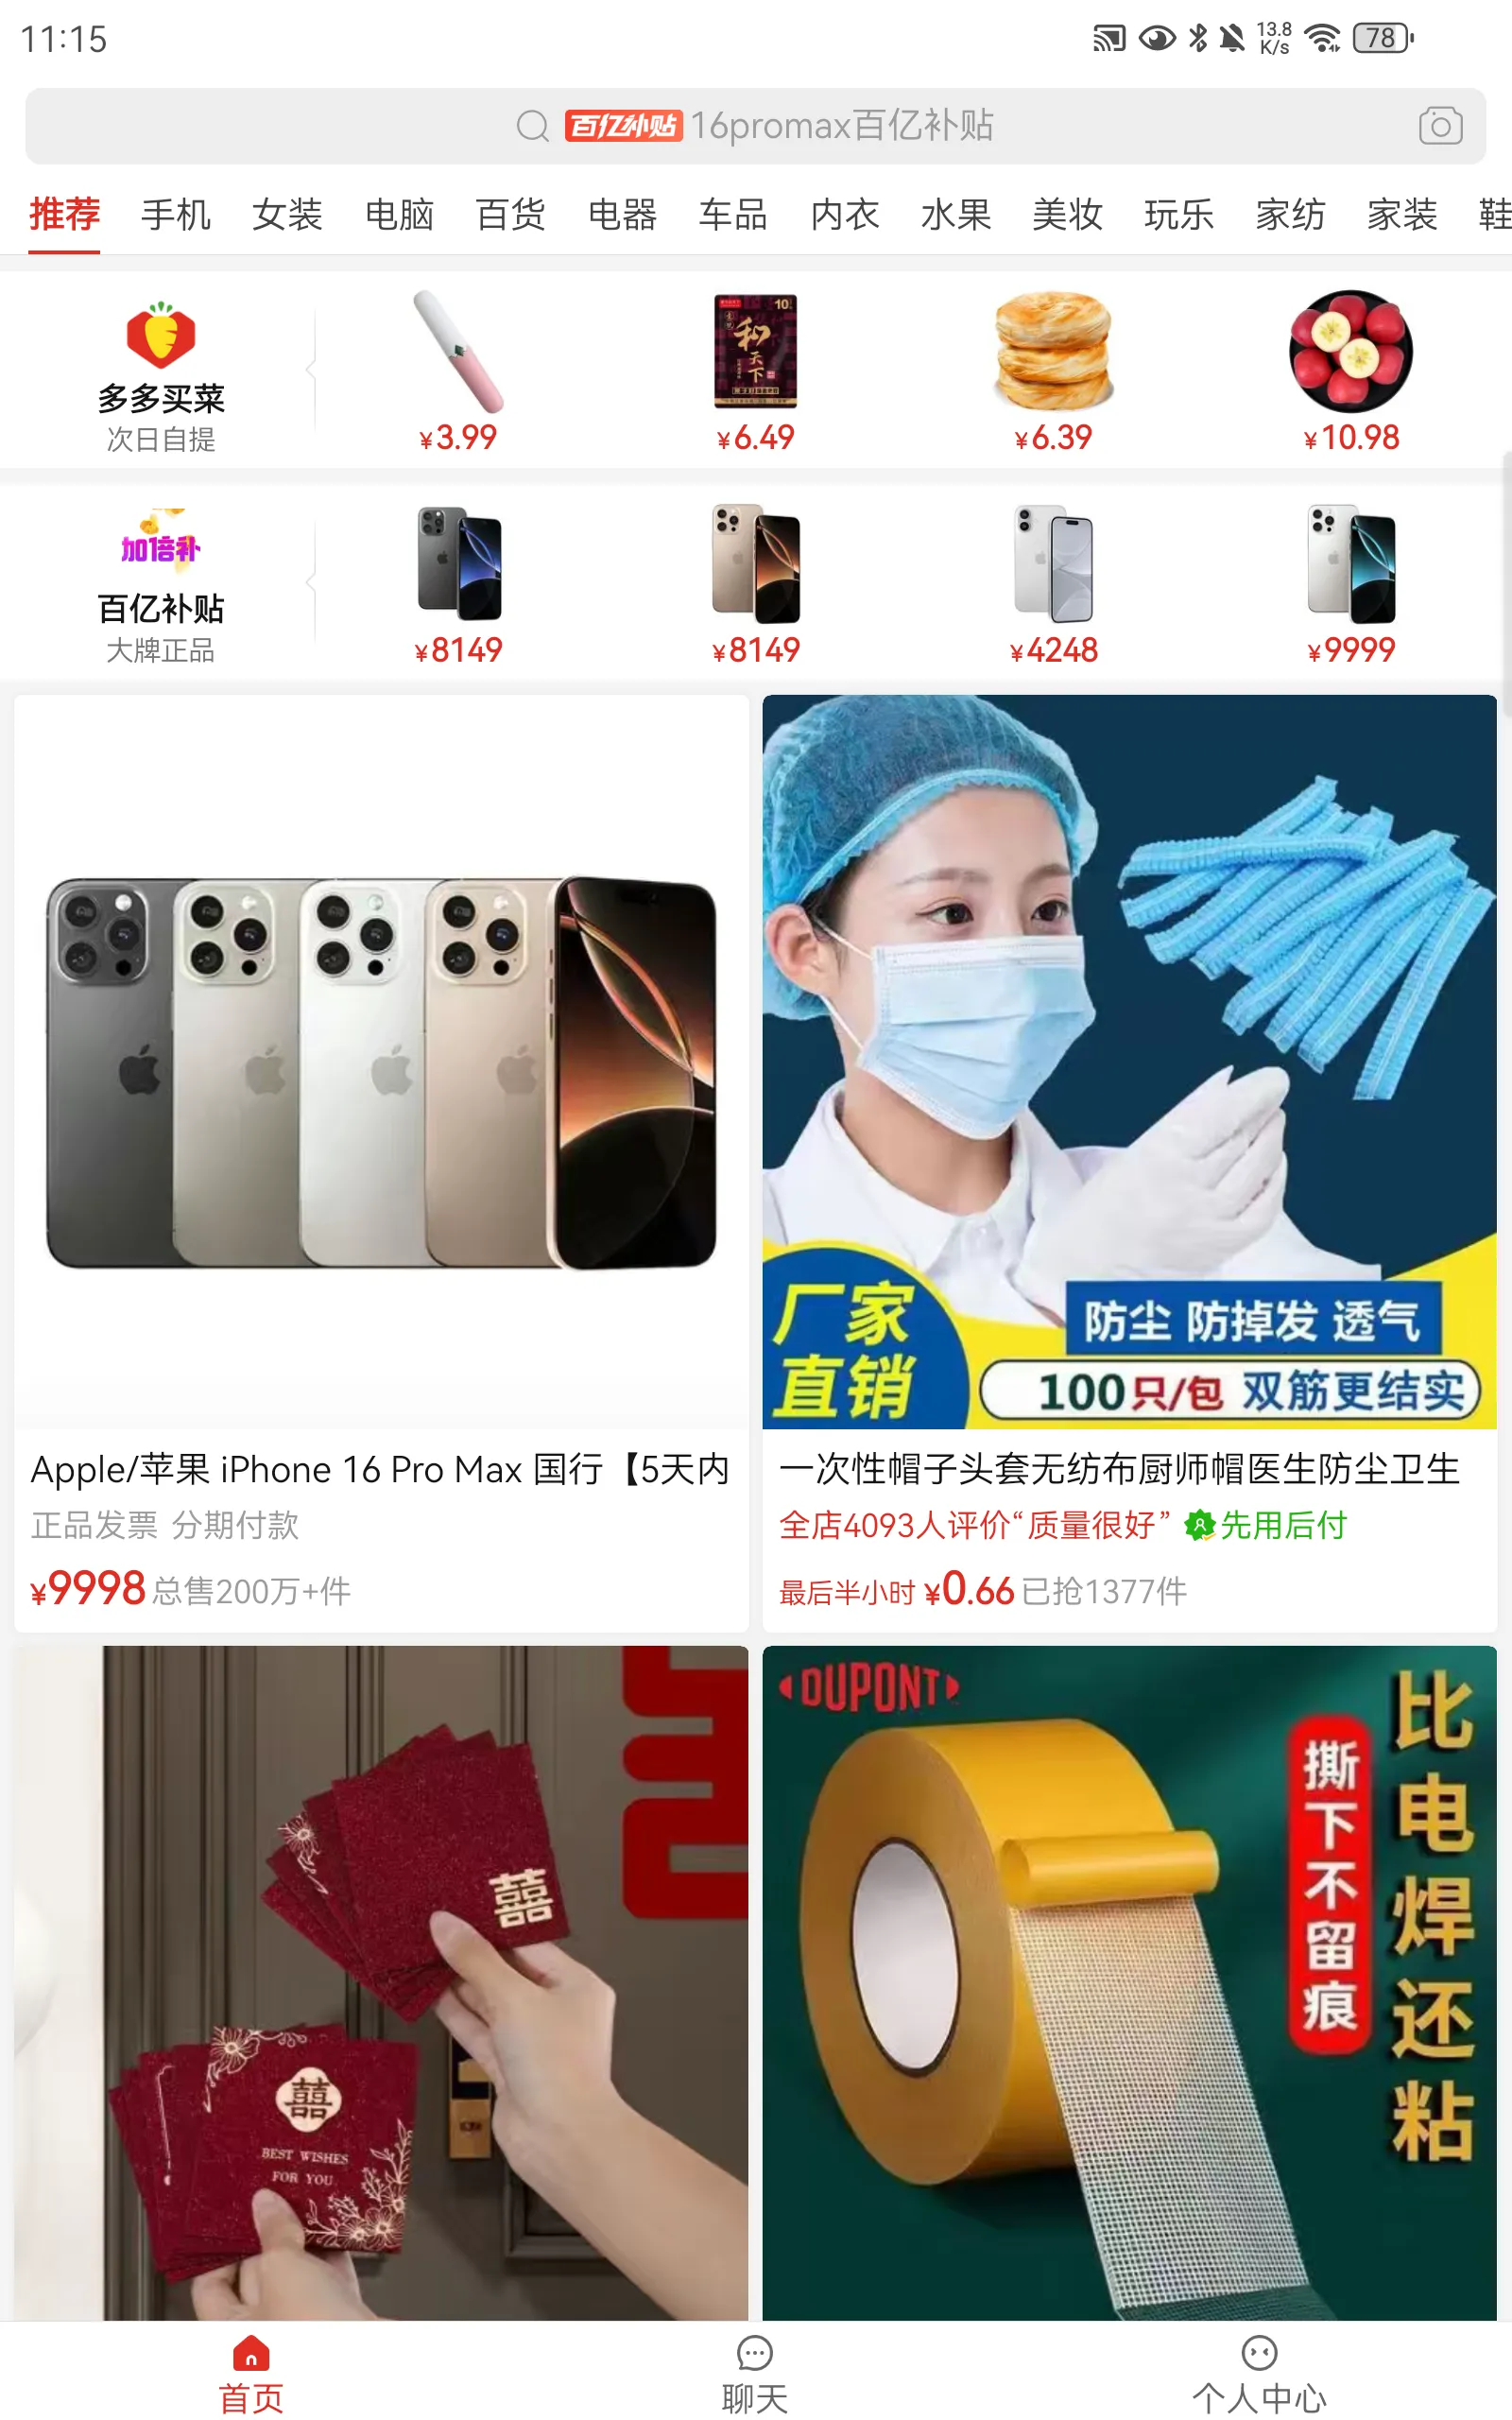 11:15
13.8 K/s
78
百亿补贴 16promax百亿补贴
推荐 手机 女装 电脑 百货 电器 车品 内衣 水果 美妆 玩乐 家纺 家装 鞋
多多买菜
次日自提
10
和天下
¥3.99 ¥6.49 ¥6.39 ¥10.98
加倍补
百亿补贴
大牌正品
¥8149 ¥8149 ¥4248 ¥9999
厂家直销
防尘 防掉发 透气
100只/包 双筋更结实
Apple/苹果 iPhone 16 Pro Max 国行【5天内
正品发票 分期付款
¥9998 总售200万+件
一次性帽子头套无纺布厨师帽医生防尘卫生
全店4093人评价“质量很好” 先用后付
最后半小时 ¥0.66 已抢1377件
囍
囍
BEST WISHES
FOR YOU
DUPONT
比电焊还粘
撕下不留痕
首页 聊天 个人中心